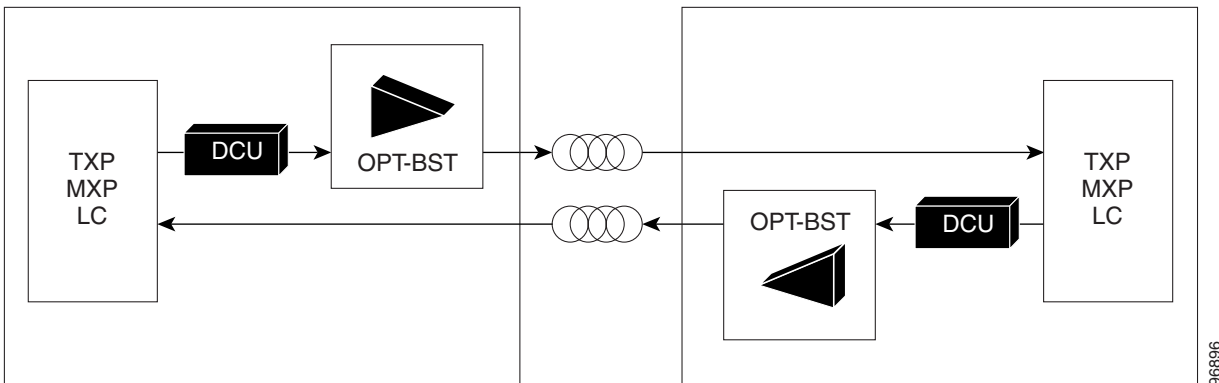 TXP
MXP
LC
DCU
OPT-BST
OPT-BST
DCU
TXP
MXP
LC
96896